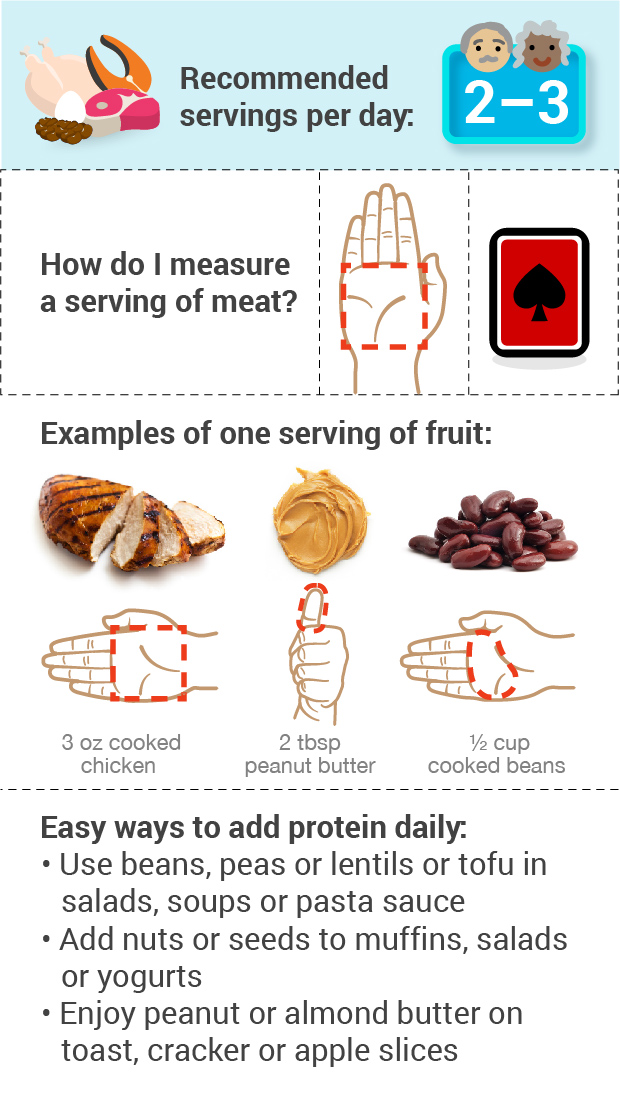 Recommended
servings per day:
2–3
How do I measure
a serving of meat?
Examples of one serving of fruit:
3 oz cooked
chicken
2 tbsp
peanut butter
½ cup
cooked beans
Easy ways to add protein daily:
• Use beans, peas or lentils or tofu in
salads, soups or pasta sauce
• Add nuts or seeds to muffins, salads
or yogurts
• Enjoy peanut or almond butter on
toast, cracker or apple slices